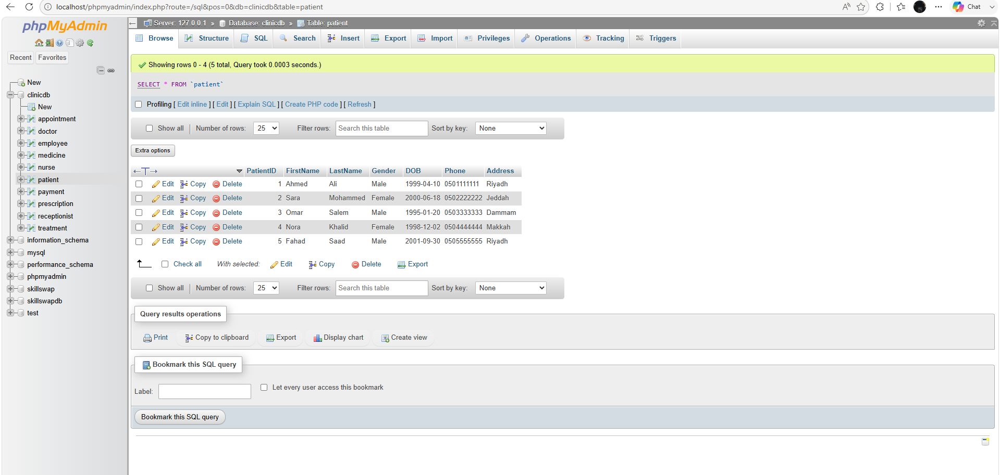 localhost/phpmyadmin/index.php?route=/sql&pos=0&db=clinicdb&table=patient
Chat
phpMyAdmin
Recent Favorites
New
clinicdb
New
appointment
doctor
employee
medicine
nurse
patient
payment
prescription
receptionist
treatment
information_schema
mysql
performance_schema
phpmyadmin
skillswap
skillswapdb
test
Server: 127.0.0.1 » Database: clinicdb » Table: patient
Browse Structure SQL Search Insert Export Import Privileges Operations Tracking Triggers
Showing rows 0 - 4 (5 total, Query took 0.0003 seconds.)
SELECT * FROM `patient`
Profiling [ Edit inline ] [ Edit ] [ Explain SQL ] [ Create PHP code ] [ Refresh ]
Show all Number of rows: 25 Filter rows: Search this table Sort by key: None
Extra options
←T→ PatientID FirstName LastName Gender DOB Phone Address
Edit Copy Delete 1 Ahmed Ali Male 1999-04-10 0501111111 Riyadh
Edit Copy Delete 2 Sara Mohammed Female 2000-06-18 0502222222 Jeddah
Edit Copy Delete 3 Omar Salem Male 1995-01-20 0503333333 Dammam
Edit Copy Delete 4 Nora Khalid Female 1998-12-02 0504444444 Makkah
Edit Copy Delete 5 Fahad Saad Male 2001-09-30 0505555555 Riyadh
Check all With selected: Edit Copy Delete Export
Show all Number of rows: 25 Filter rows: Search this table Sort by key: None
Query results operations
Print Copy to clipboard Export Display chart Create view
Bookmark this SQL query
Label: Let every user access this bookmark
Bookmark this SQL query